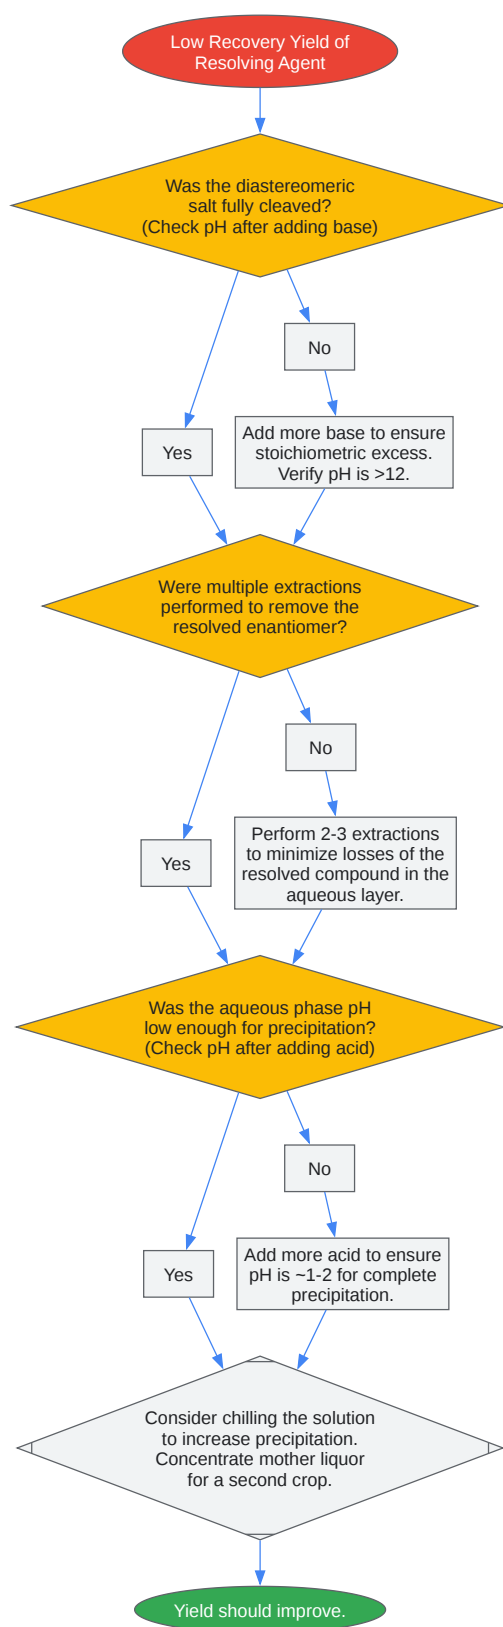 Low Recovery Yield of
Resolving Agent
Was the diastereomeric
salt fully cleaved?
(Check pH after adding base)
No
Yes
Add more base to ensure
stoichiometric excess.
Verify pH is >12.
Were multiple extractions
performed to remove the
resolved enantiomer?
No
Yes
Perform 2-3 extractions
to minimize losses of the
resolved compound in the
aqueous layer.
Was the aqueous phase pH
low enough for precipitation?
(Check pH after adding acid)
No
Yes
Add more acid to ensure
pH is ~1-2 for complete
precipitation.
Consider chilling the solution
to increase precipitation.
Concentrate mother liquor
for a second crop.
Yield should improve.